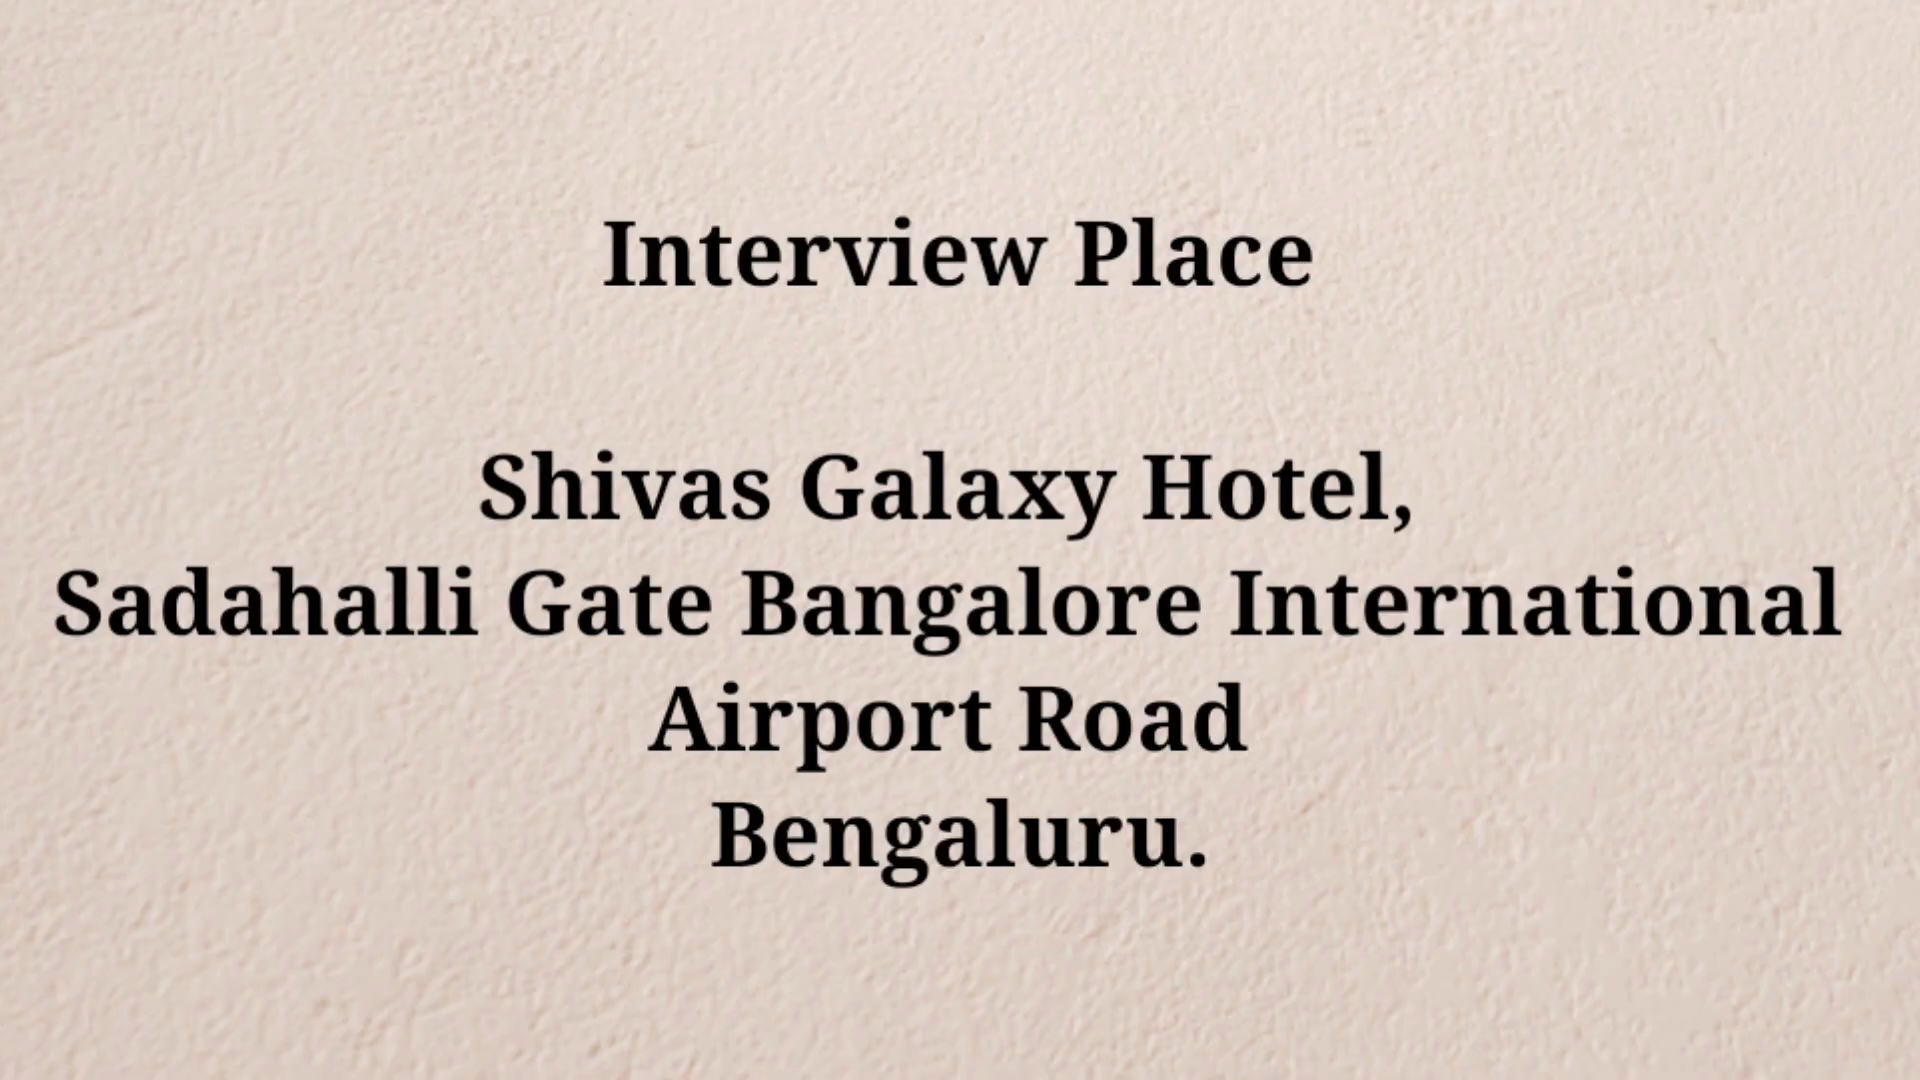 Interview Place
Shivas Galaxy Hotel,
Sadahalli Gate Bangalore International
Airport Road
Bengaluru.